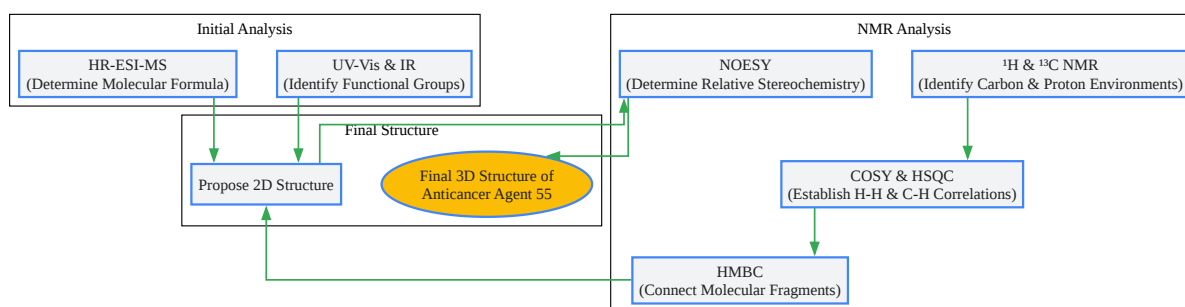 Initial Analysis
HR-ESI-MS
(Determine Molecular Formula)
UV-Vis & IR
(Identify Functional Groups)
NMR Analysis
NOESY
(Determine Relative Stereochemistry)
¹H & ¹³C NMR
(Identify Carbon & Proton Environments)
Final Structure
Propose 2D Structure
Final 3D Structure of
Anticancer Agent 55
COSY & HSQC
(Establish H-H & C-H Correlations)
HMBC
(Connect Molecular Fragments)